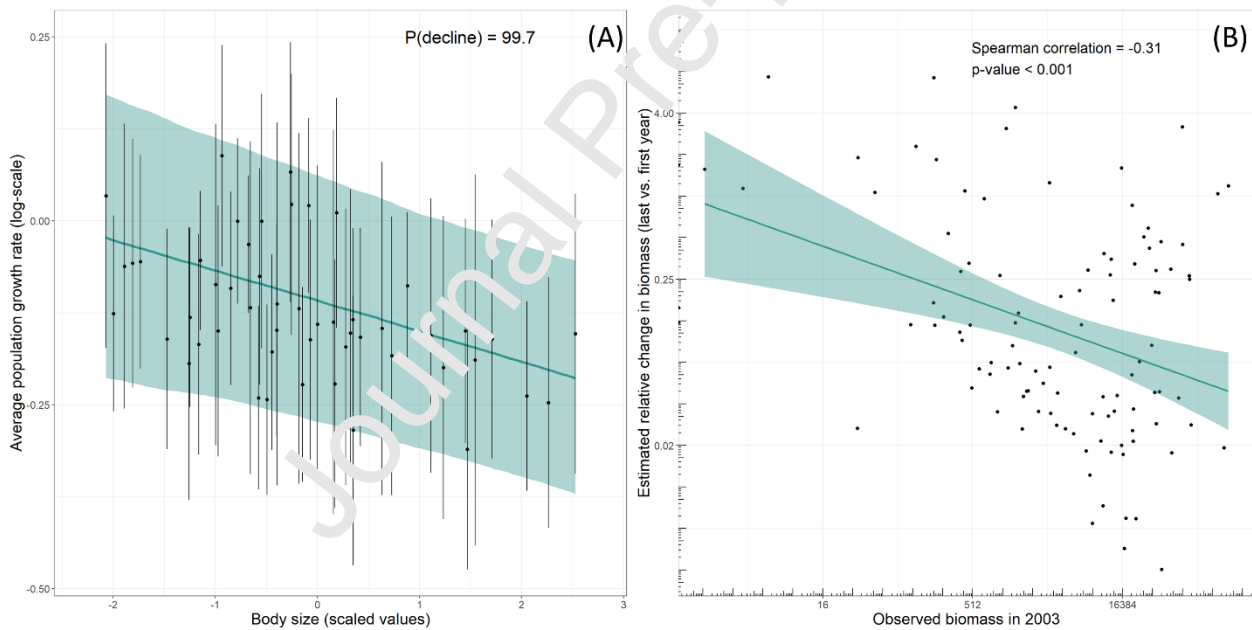 P(decline) = 99.7
(A)
0.25
0.00
-0.25
-0.50
Average population growth rate (log-scale)
-2
-1
0
1
2
3
Body size (scaled values)
Spearman correlation = -0.31
p-value < 0.001
(B)
4.00
0.25
0.02
Estimated relative change in biomass (last vs. first year)
16
512
16384
Observed biomass in 2003
Journal Pre